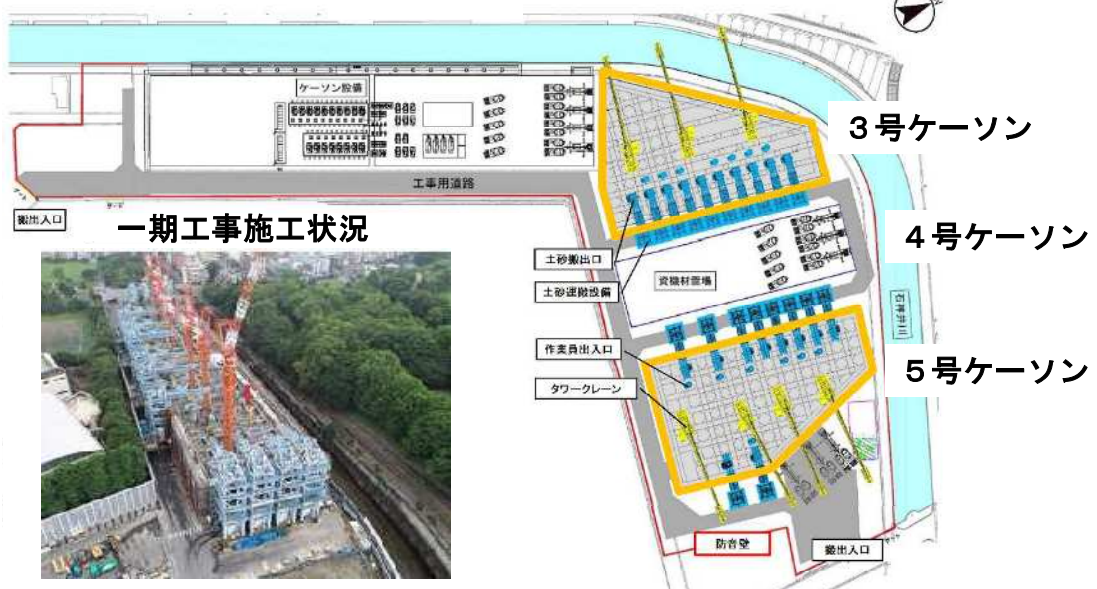 ケーソン設備
３号ケーソン
工事用道路
搬出入口
一期工事施工状況
４号ケーソン
土砂搬出口
土砂運搬設備
資機材置場
石神井川
作業員出入口
５号ケーソン
タワークレーン
防音壁
搬出入口